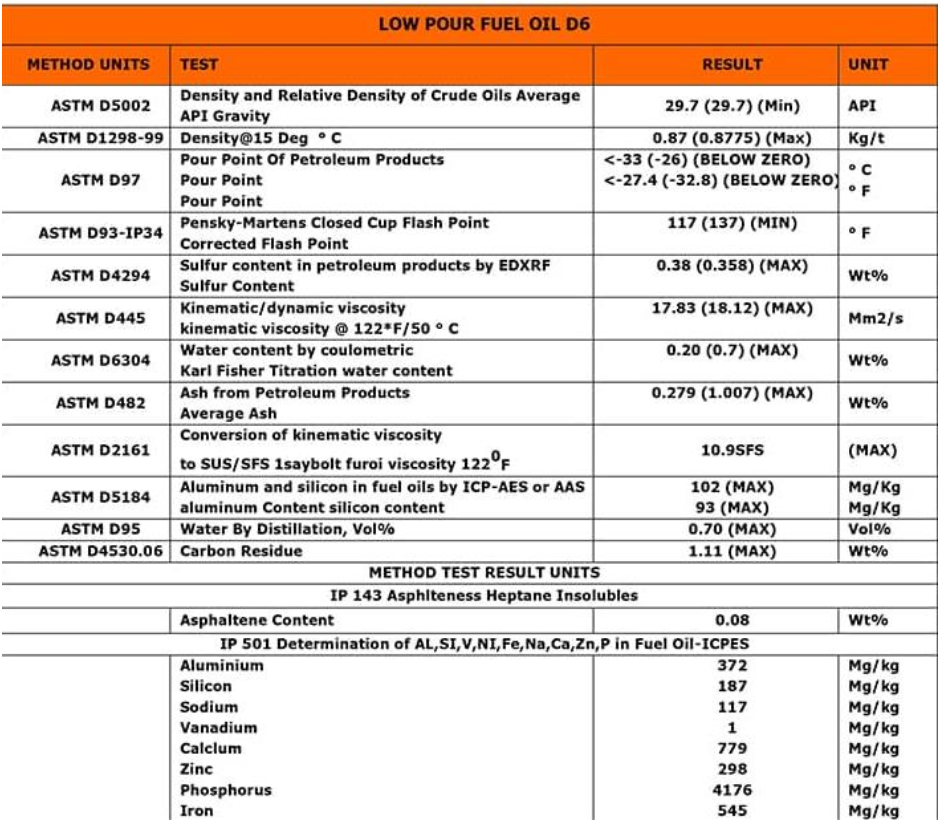 LOW POUR FUEL OIL D6
METHOD UNITS TEST RESULT UNIT
ASTM D5002 Density and Relative Density of Crude Oils Average API Gravity 29.7 (29.7) (Min) API
ASTM D1298-99 Density@15 Deg ° C 0.87 (0.8775) (Max) Kg/t
ASTM D97 Pour Point Of Petroleum Products <-33 (-26) (BELOW ZERO) ° C
Pour Point <-27.4 (-32.8) (BELOW ZERO) ° F
Pour Point
ASTM D93-IP34 Pensky-Martens Closed Cup Flash Point 117 (137) (MIN) ° F
Corrected Flash Point
ASTM D4294 Sulfur content in petroleum products by EDXRF 0.38 (0.358) (MAX) Wt%
Sulfur Content
ASTM D445 Kinematic/dynamic viscosity 17.83 (18.12) (MAX) Mm2/s
kinematic viscosity @ 122*F/50 ° C
ASTM D6304 Water content by coulometric 0.20 (0.7) (MAX) Wt%
Karl Fisher Titration water content
ASTM D482 Ash from Petroleum Products 0.279 (1.007) (MAX) Wt%
Average Ash
ASTM D2161 Conversion of kinematic viscosity 10.9SFS (MAX)
to SUS/SFS 1saybolt furoi viscosity 122⁰F
ASTM D5184 Aluminum and silicon in fuel oils by ICP-AES or AAS 102 (MAX) Mg/Kg
aluminum Content silicon content 93 (MAX) Mg/Kg
ASTM D95 Water By Distillation, Vol% 0.70 (MAX) Vol%
ASTM D4530.06 Carbon Residue 1.11 (MAX) Wt%
METHOD TEST RESULT UNITS
IP 143 Asphlteness Heptane Insolubles
Asphaltene Content 0.08 Wt%
IP 501 Determination of AL,SI,V,NI,Fe,Na,Ca,Zn,P in Fuel Oil-ICPES
Aluminium 372 Mg/kg
Silicon 187 Mg/kg
Sodium 117 Mg/kg
Vanadium 1 Mg/kg
Calclum 779 Mg/kg
Zinc 298 Mg/kg
Phosphorus 4176 Mg/kg
Iron 545 Mg/kg